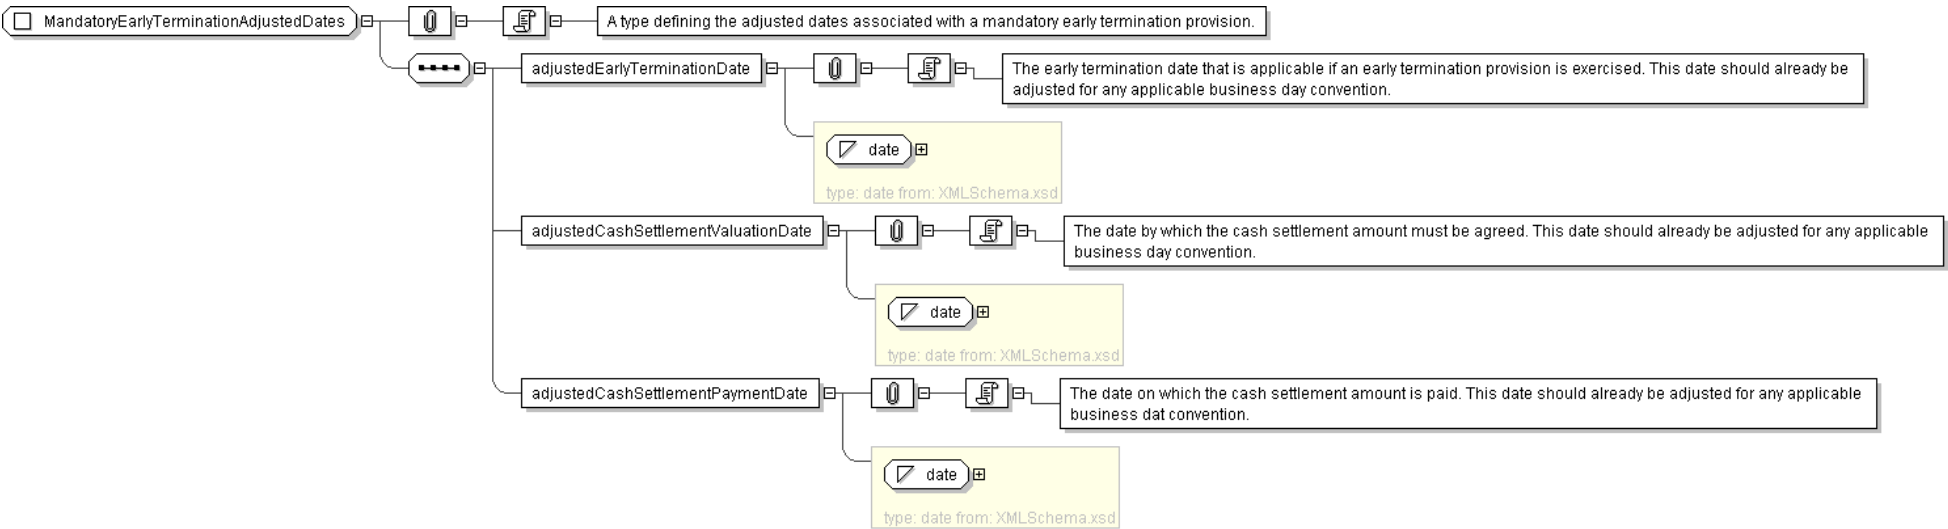 MandatoryEarlyTerminationAdjustedDates
A type defining the adjusted dates associated with a mandatory early termination provision.
adjustedEarlyTerminationDate
The early termination date that is applicable if an early termination provision is exercised. This date should already be
adjusted for any applicable business day convention.
date
type: date from: XMLSchema.xsd
adjustedCashSettlementValuationDate
The date by which the cash settlement amount must be agreed. This date should already be adjusted for any applicable
business day convention.
date
type: date from: XMLSchema.xsd
adjustedCashSettlementPaymentDate
The date on which the cash settlement amount is paid. This date should already be adjusted for any applicable
business dat convention.
date
type: date from: XMLSchema.xsd